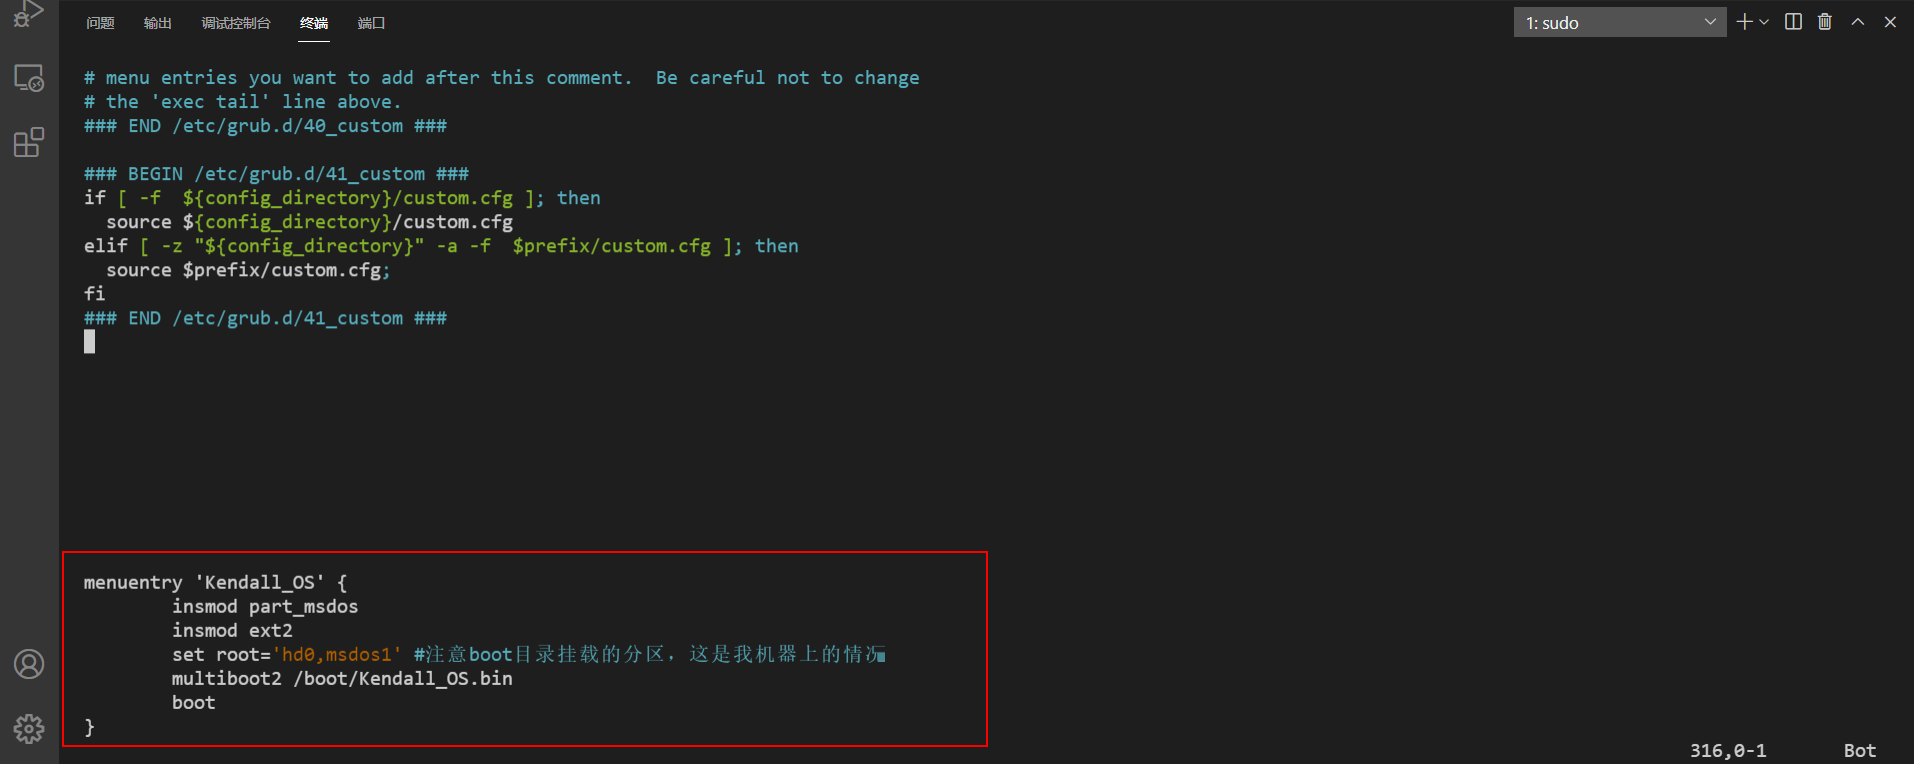 问题 输出 调试控制台 终端 端口 1: sudo
# menu entries you want to add after this comment.  Be careful not to change
# the 'exec tail' line above.
### END /etc/grub.d/40_custom ###
### BEGIN /etc/grub.d/41_custom ###
if [ -f  ${config_directory}/custom.cfg ]; then
  source ${config_directory}/custom.cfg
elif [ -z "${config_directory}" -a -f  $prefix/custom.cfg ]; then
  source $prefix/custom.cfg;
fi
### END /etc/grub.d/41_custom ###
menuentry 'Kendall_OS' {
        insmod part_msdos
        insmod ext2
        set root='hd0,msdos1' #注意boot目录挂载的分区，这是我机器上的情况
        multiboot2 /boot/Kendall_OS.bin
        boot
}
316,0-1 Bot